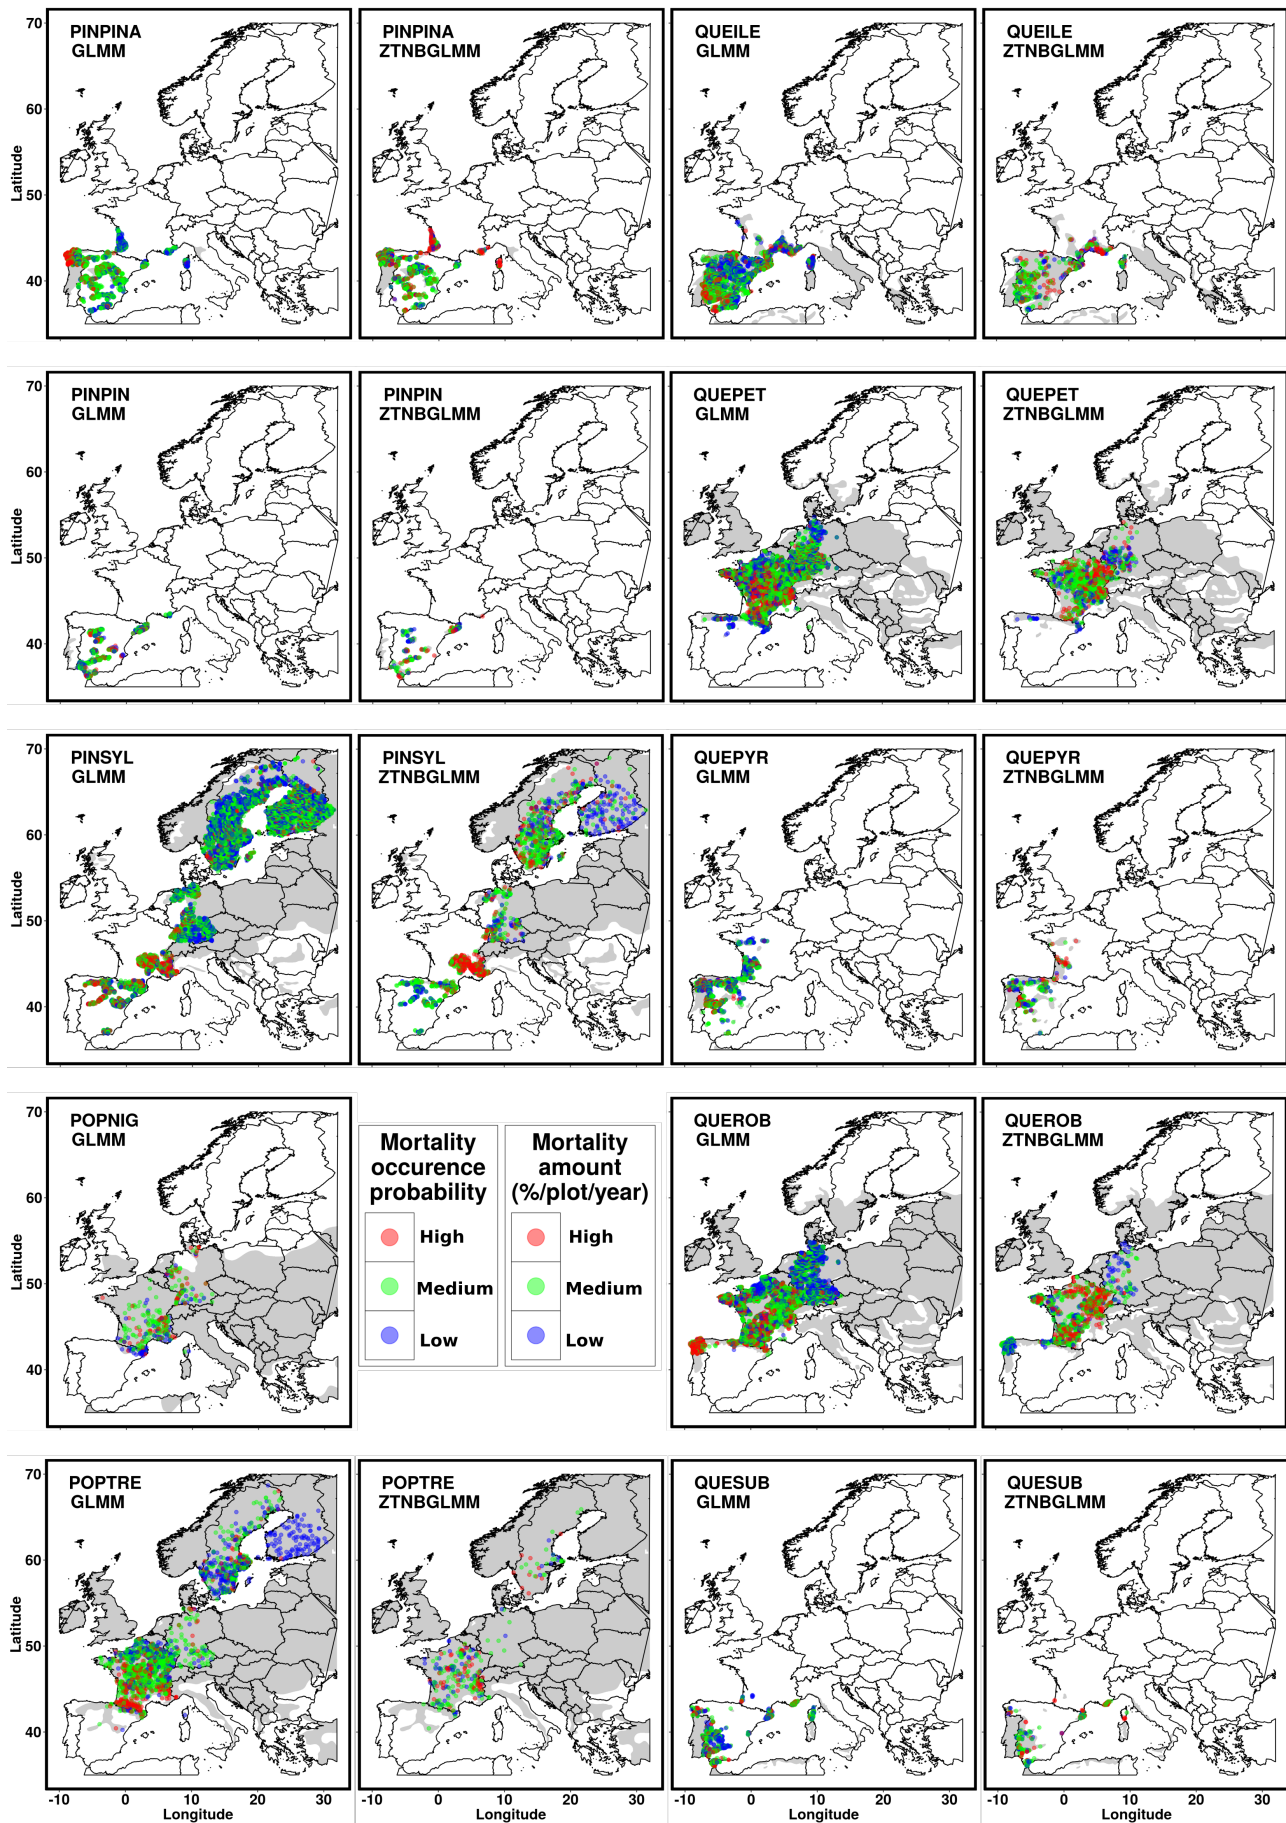 PINPINA
GLMM
PINPINA
ZTNBGLMM
QUEILE
GLMM
QUEILE
ZTNBGLMM
70
60
50
40
Latitude
PINPIN
GLMM
PINPIN
ZTNBGLMM
QUEPET
GLMM
QUEPET
ZTNBGLMM
70
60
50
40
Latitude
PINSYL
GLMM
PINSYL
ZTNBGLMM
QUEPYR
GLMM
QUEPYR
ZTNBGLMM
70
60
50
40
Latitude
POPNIG
GLMM
Mortality
occurence
probability
High
Medium
Low
Mortality
amount
(%/plot/year)
High
Medium
Low
QUEROB
GLMM
QUEROB
ZTNBGLMM
70
60
50
40
Latitude
POPTRE
GLMM
POPTRE
ZTNBGLMM
QUESUB
GLMM
QUESUB
ZTNBGLMM
70
60
50
40
Latitude
-10 0 10 20 30
Longitude
-10 0 10 20 30
Longitude
-10 0 10 20 30
Longitude
-10 0 10 20 30
Longitude